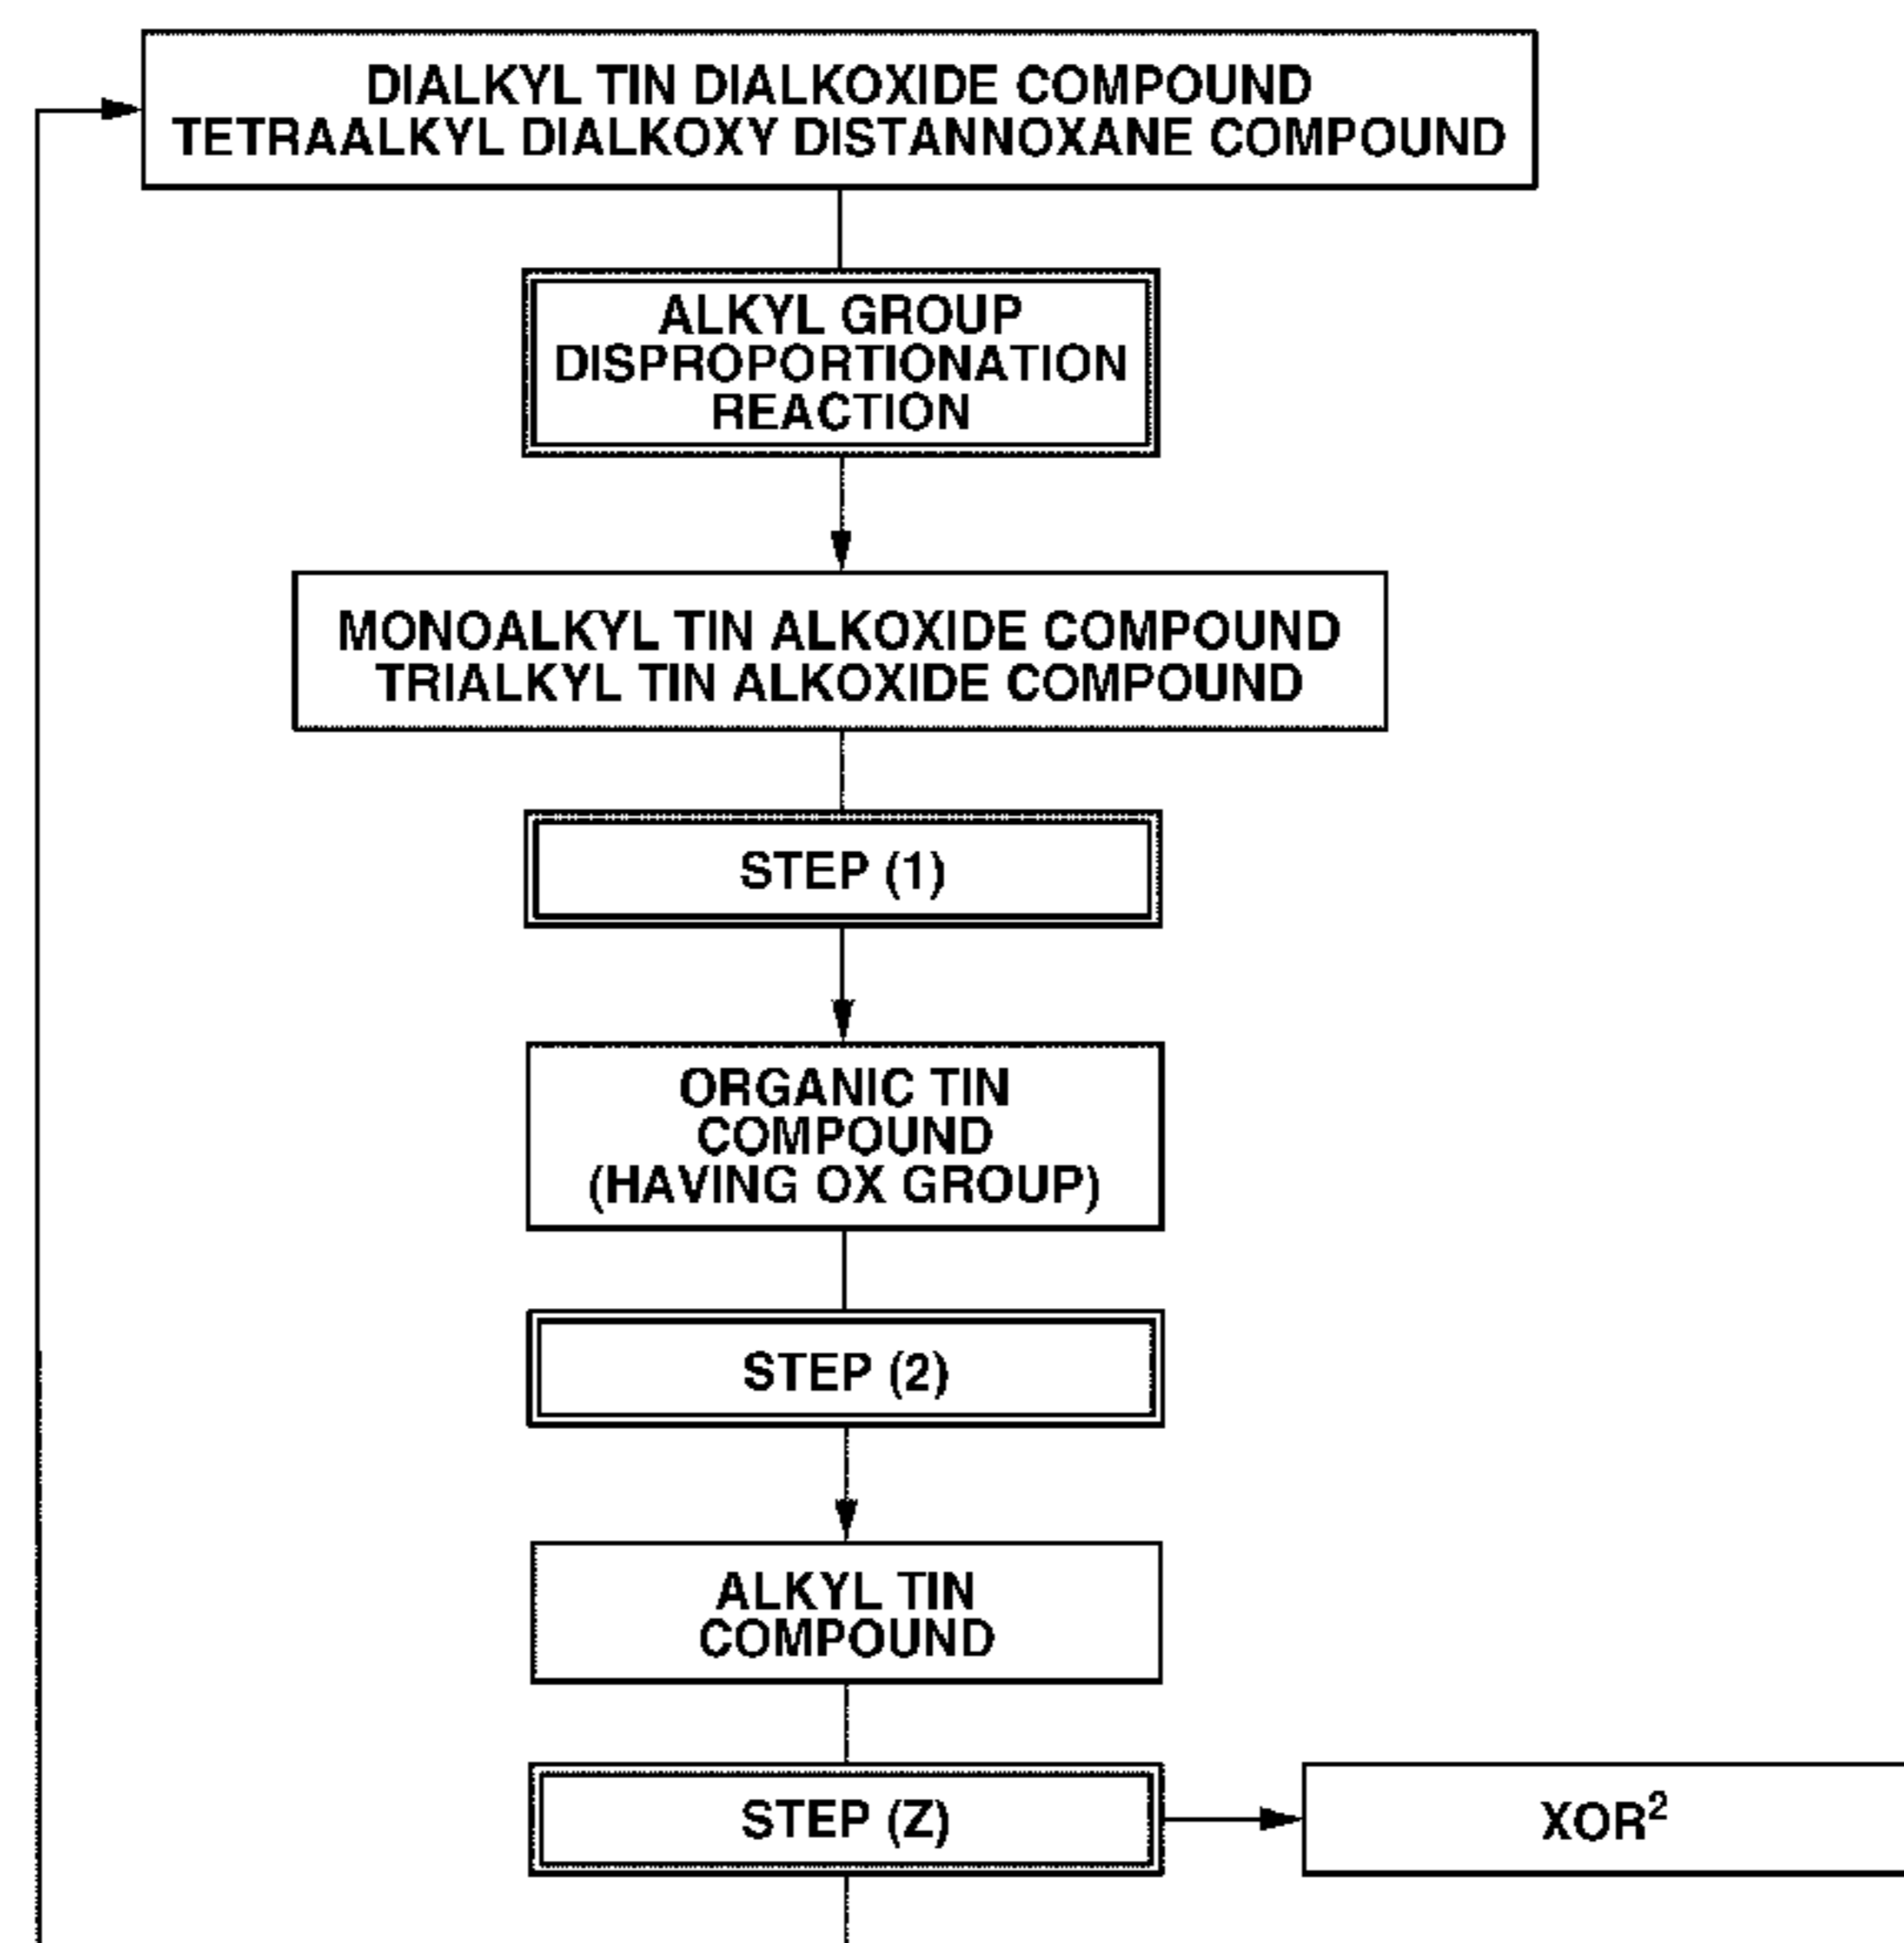 DIALKYL TIN DIALKOXIDE COMPOUND
TETRAALKYL DIALKOXY DISTANNOXANE COMPOUND
ALKYL GROUP
DISPROPORTIONATION
REACTION
MONOALKYL TIN ALKOXIDE COMPOUND
TRIALKYL TIN ALKOXIDE COMPOUND
STEP (1)
ORGANIC TIN
COMPOUND
(HAVING OX GROUP)
STEP (2)
ALKYL TIN
COMPOUND
STEP (Z)
XOR²